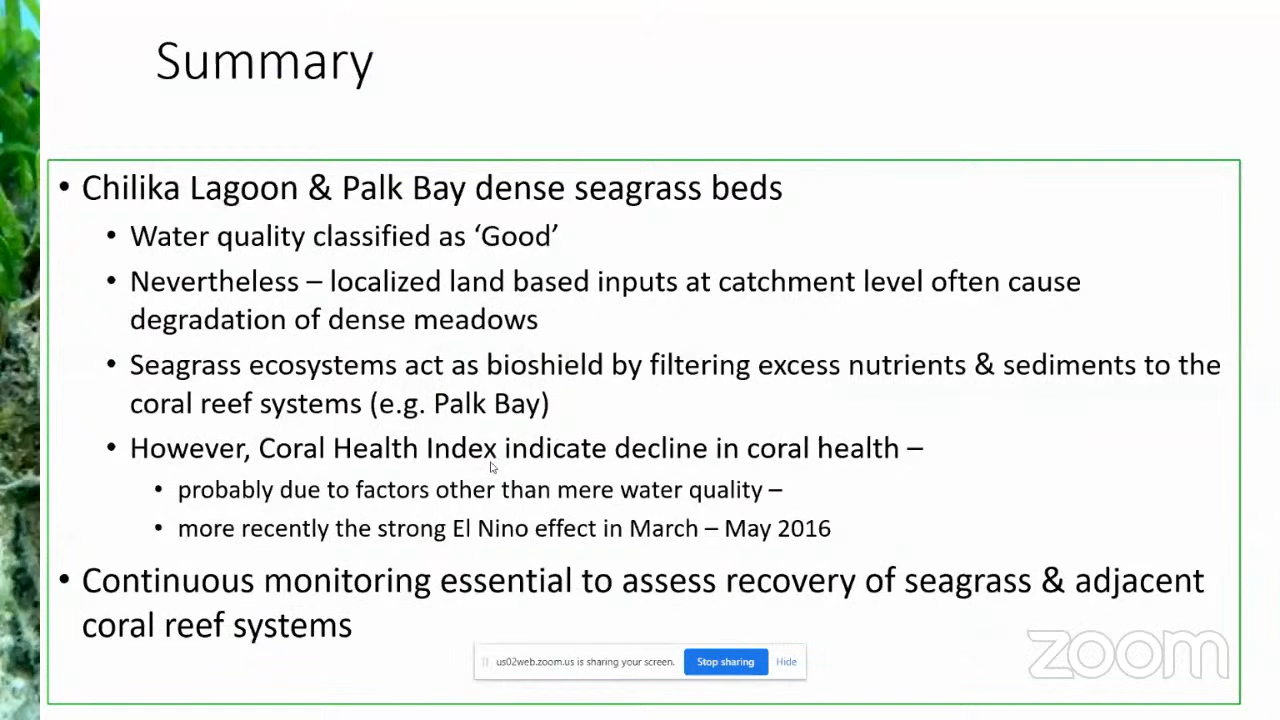 Summary
• Chilika Lagoon & Palk Bay dense seagrass beds
• Water quality classified as ‘Good’
• Nevertheless – localized land based inputs at catchment level often cause
degradation of dense meadows
• Seagrass ecosystems act as bioshield by filtering excess nutrients & sediments to the
coral reef systems (e.g. Palk Bay)
• However, Coral Health Index indicate decline in coral health –
• probably due to factors other than mere water quality –
• more recently the strong El Nino effect in March – May 2016
• Continuous monitoring essential to assess recovery of seagrass & adjacent
coral reef systems
us02web.zoom.us is sharing your screen. Stop sharing Hide
zoom